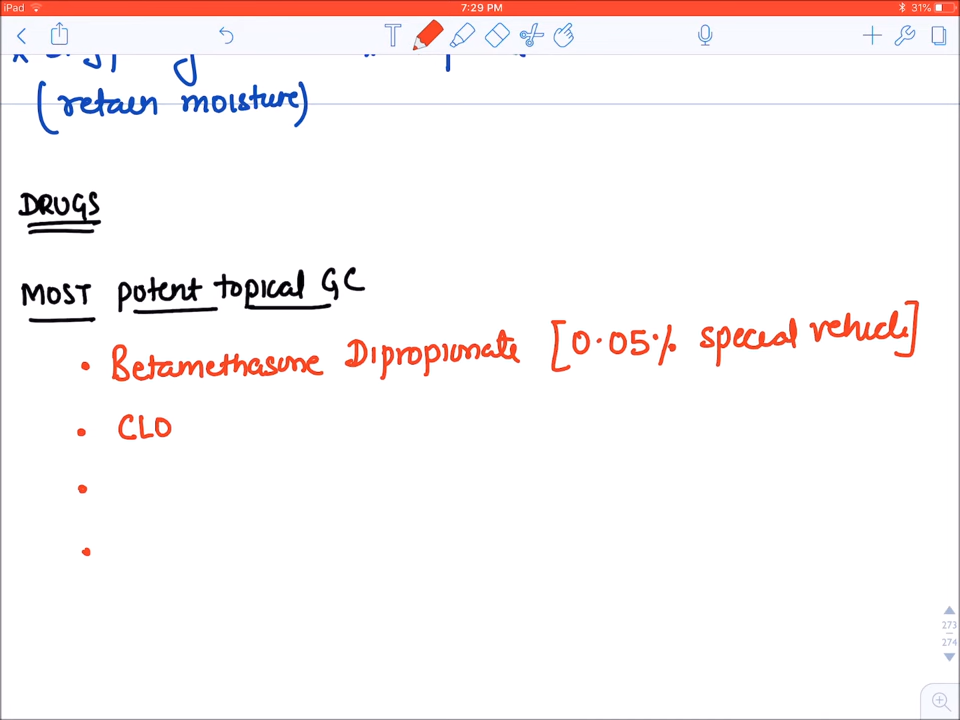 iPad 7:29 PM 31%
T
(retain moisture)
DRUGS
MOST potent topical GC
• Betamethasone Dipropionate [0.05% special vehicle]
• CLO
•
•
273
274